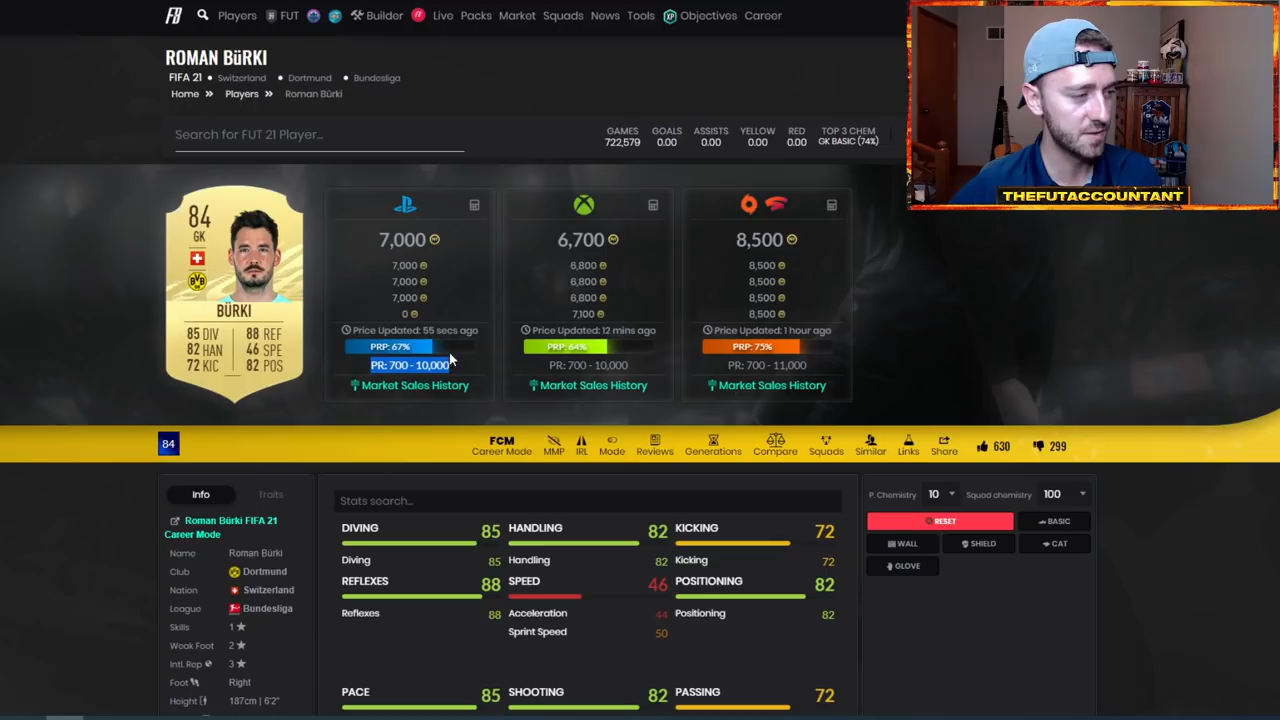 FB Players FUT Builder Live Packs Market Squads News Tools XP Objectives Career
ROMAN BüRKI
FIFA 21 Switzerland Dortmund Bundesliga
Home » Players » Roman Bürki
Search for FUT 21 Player...
GAMES GOALS ASSISTS YELLOW RED TOP 3 CHEM
722,579 0.00 0.00 0.00 0.00 GK BASIC (74%)
THEFUTACCOUNTANT
84
GK
BVB 09
BÜRKI
85 DIV 88 REF
82 HAN 46 SPE
72 KIC 82 POS
7,000
7,000
7,000
7,000
0
Price Updated: 55 secs ago
PRP: 67%
PR: 700 - 10,000
Market Sales History
6,700
6,800
6,800
6,800
7,100
Price Updated: 12 mins ago
PRP: 64%
PR: 700 - 10,000
Market Sales History
8,500
8,500
8,500
8,500
8,500
Price Updated: 1 hour ago
PRP: 75%
PR: 700 - 11,000
Market Sales History
84
FCM
Career Mode MMP IRL Mode Reviews Generations Compare Squads Similar Links Share 630 299
Info Traits
Roman Bürki FIFA 21
Career Mode
Name Roman Bürki
Club Dortmund
Nation Switzerland
League Bundesliga
Skills 1
Weak Foot 2
Intl. Rep 3
Foot Right
Height 187cm | 6'2"
Stats search...
DIVING 85 HANDLING 82 KICKING 72
Diving 85 Handling 82 Kicking 72
REFLEXES 88 SPEED 46 POSITIONING 82
Reflexes 88 Acceleration 44 Positioning 82
Sprint Speed 50
PACE 85 SHOOTING 82 PASSING 72
P. Chemistry 10 Squad chemistry 100
RESET BASIC
WALL SHIELD CAT
GLOVE